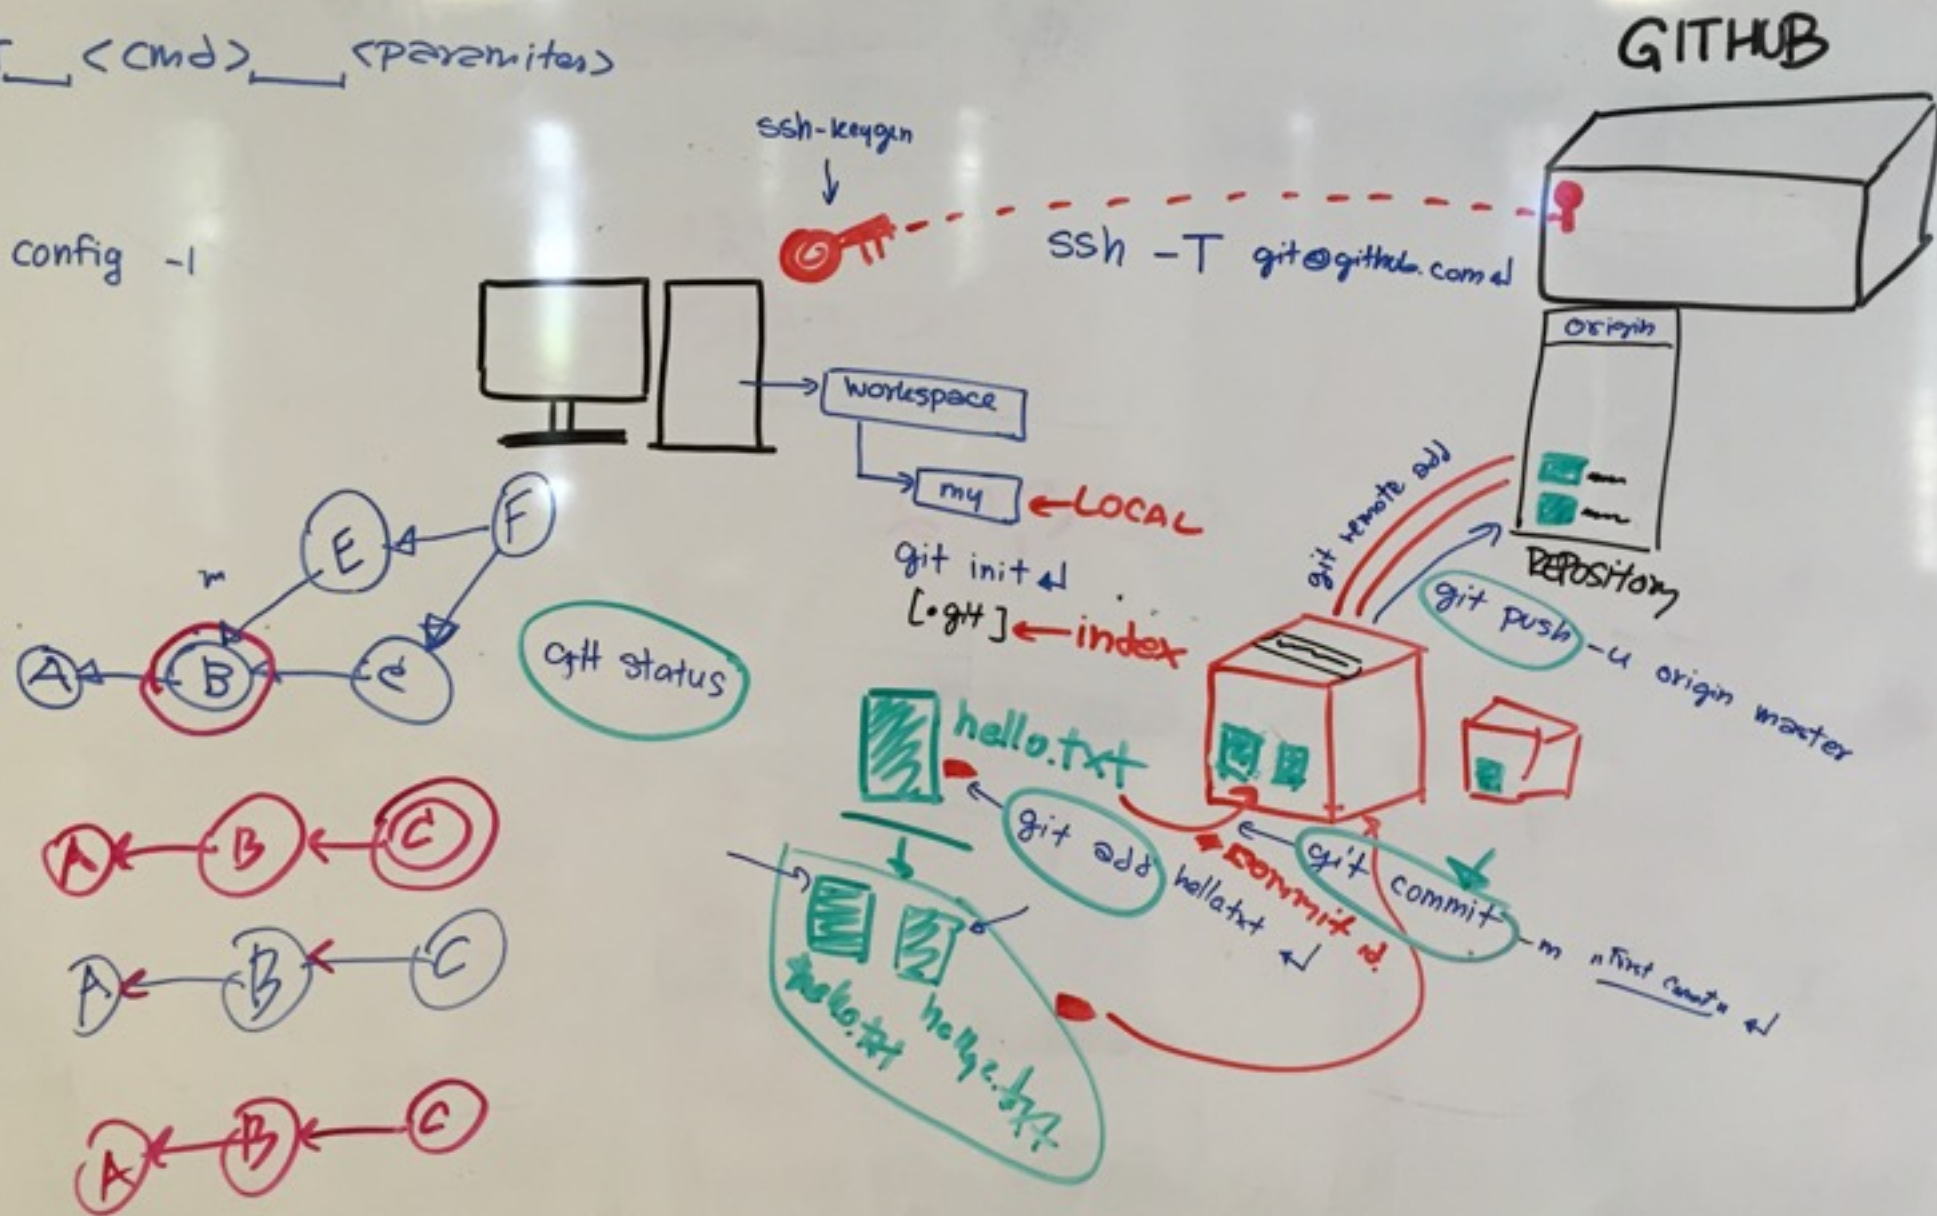 GITHUB
<cmd> <paramiter>
ssh-keygen
config -l
ssh -T git@github.com↵
origin
workspace
my ←LOCAL
git init ↵
[.git] ←index
git remote add
REPOSITORY
git push -u origin master
git status
F
E
m
A B C
hello.txt
git add hello.txt ↵
commit
git commit -m "First Commit" ↵
A B C
A B C
A B C
hello.txt
hello2.txt